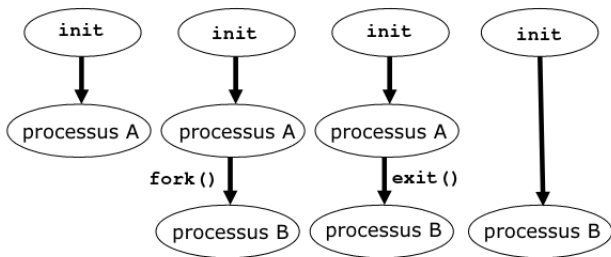 init
init
init
init
processus A
processus A
processus A
fork()
exit()
processus B
processus B
processus B